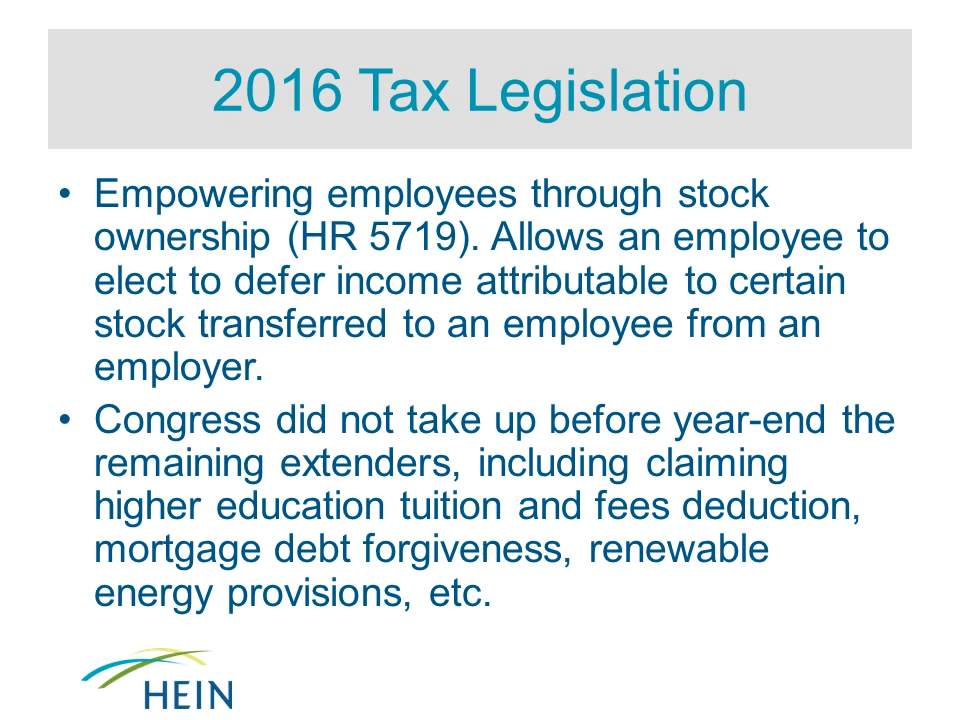 2016 Tax Legislation
• Empowering employees through stock
ownership (HR 5719). Allows an employee to
elect to defer income attributable to certain
stock transferred to an employee from an
employer.
• Congress did not take up before year-end the
remaining extenders, including claiming
higher education tuition and fees deduction,
mortgage debt forgiveness, renewable
energy provisions, etc.
HEIN